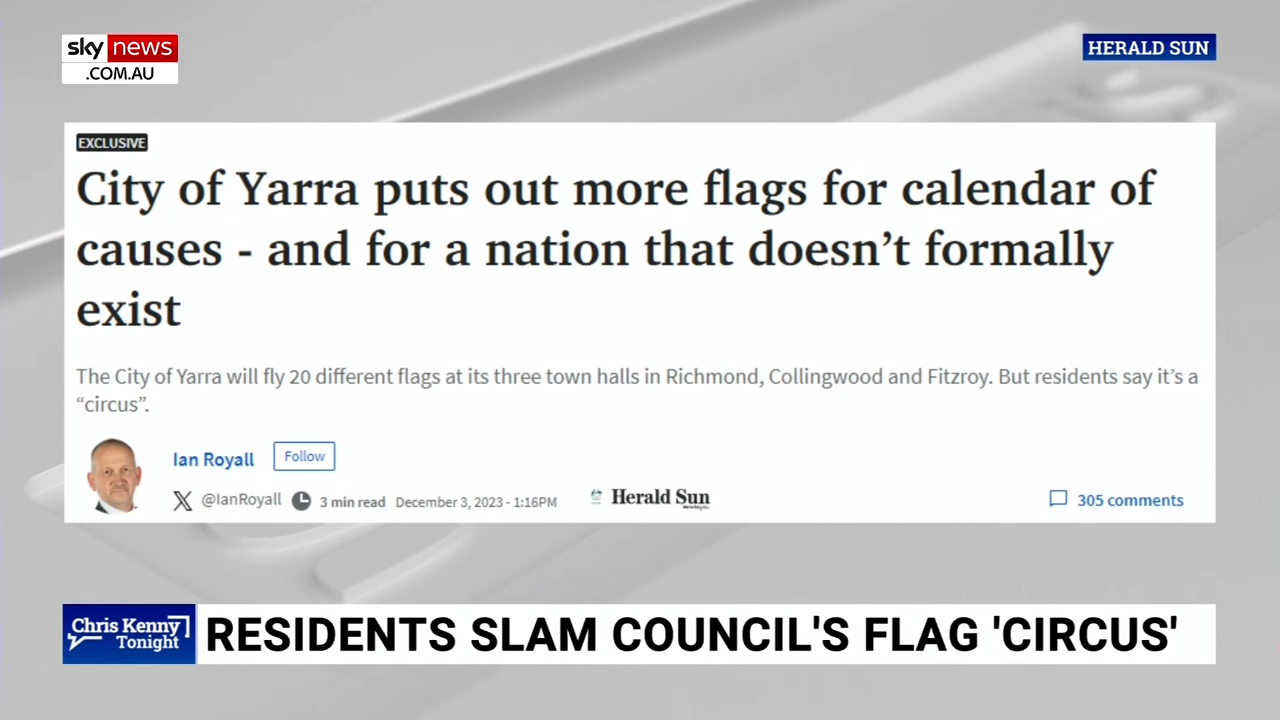 sky news
.COM.AU
HERALD SUN
EXCLUSIVE
City of Yarra puts out more flags for calendar of
causes - and for a nation that doesn’t formally
exist
The City of Yarra will fly 20 different flags at its three town halls in Richmond, Collingwood and Fitzroy. But residents say it’s a
“circus”.
Ian Royall Follow
@IanRoyall 3 min read December 3, 2023 - 1:16PM Herald Sun 305 comments
Chris Kenny
Tonight
RESIDENTS SLAM COUNCIL'S FLAG 'CIRCUS'